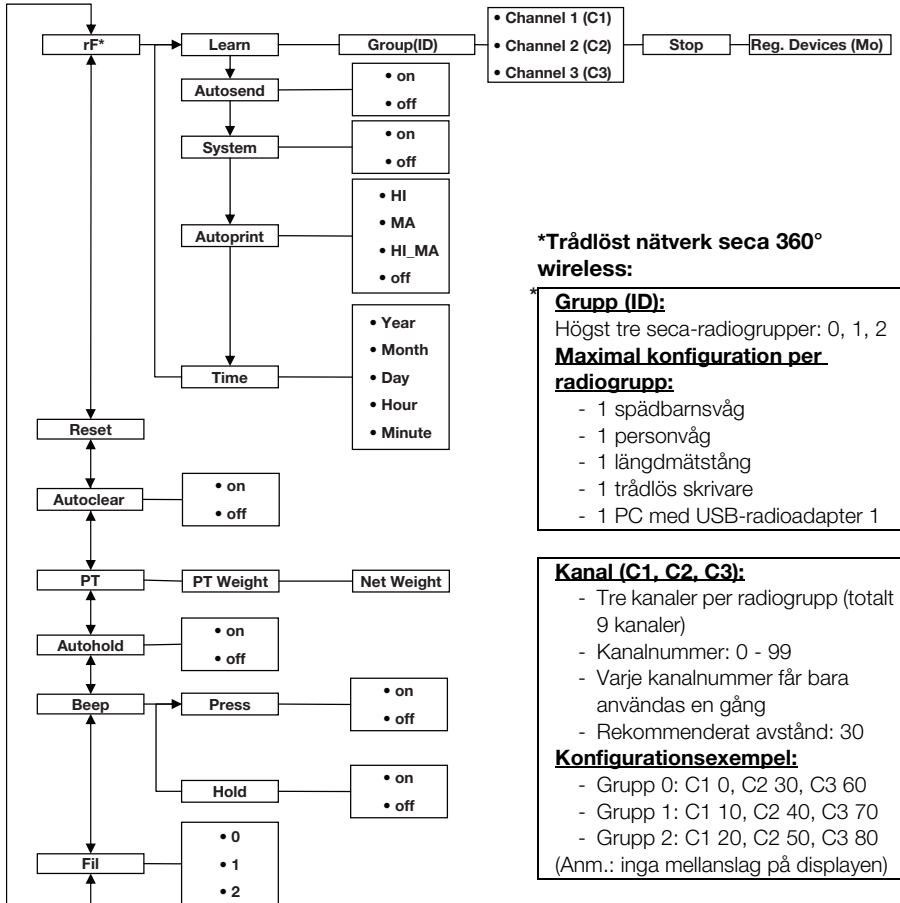 rF*
Learn
Group(ID)
• Channel 1 (C1)
• Channel 2 (C2)
• Channel 3 (C3)
Stop
Reg. Devices (Mo)
Autosend
• on
• off
System
• on
• off
Autoprint
• HI
• MA
• HI_MA
• off
Time
• Year
• Month
• Day
• Hour
• Minute
Reset
Autoclear
• on
• off
PT
PT Weight
Net Weight
Autohold
• on
• off
Beep
Press
• on
• off
Hold
• on
• off
Fil
• 0
• 1
• 2
*Trådlöst nätverk seca 360°
wireless:
*
Grupp (ID):
Högst tre seca-radiogrupper: 0, 1, 2
Maximal konfiguration per
radiogrupp:
- 1 spädbarnsvåg
- 1 personvåg
- 1 längdmätstång
- 1 trådlös skrivare
- 1 PC med USB-radioadapter 1
Kanal (C1, C2, C3):
- Tre kanaler per radiogrupp (totalt
9 kanaler)
- Kanalnummer: 0 - 99
- Varje kanalnummer får bara
användas en gång
- Rekommenderat avstånd: 30
Konfigurationsexempel:
- Grupp 0: C1 0, C2 30, C3 60
- Grupp 1: C1 10, C2 40, C3 70
- Grupp 2: C1 20, C2 50, C3 80
(Anm.: inga mellanslag på displayen)